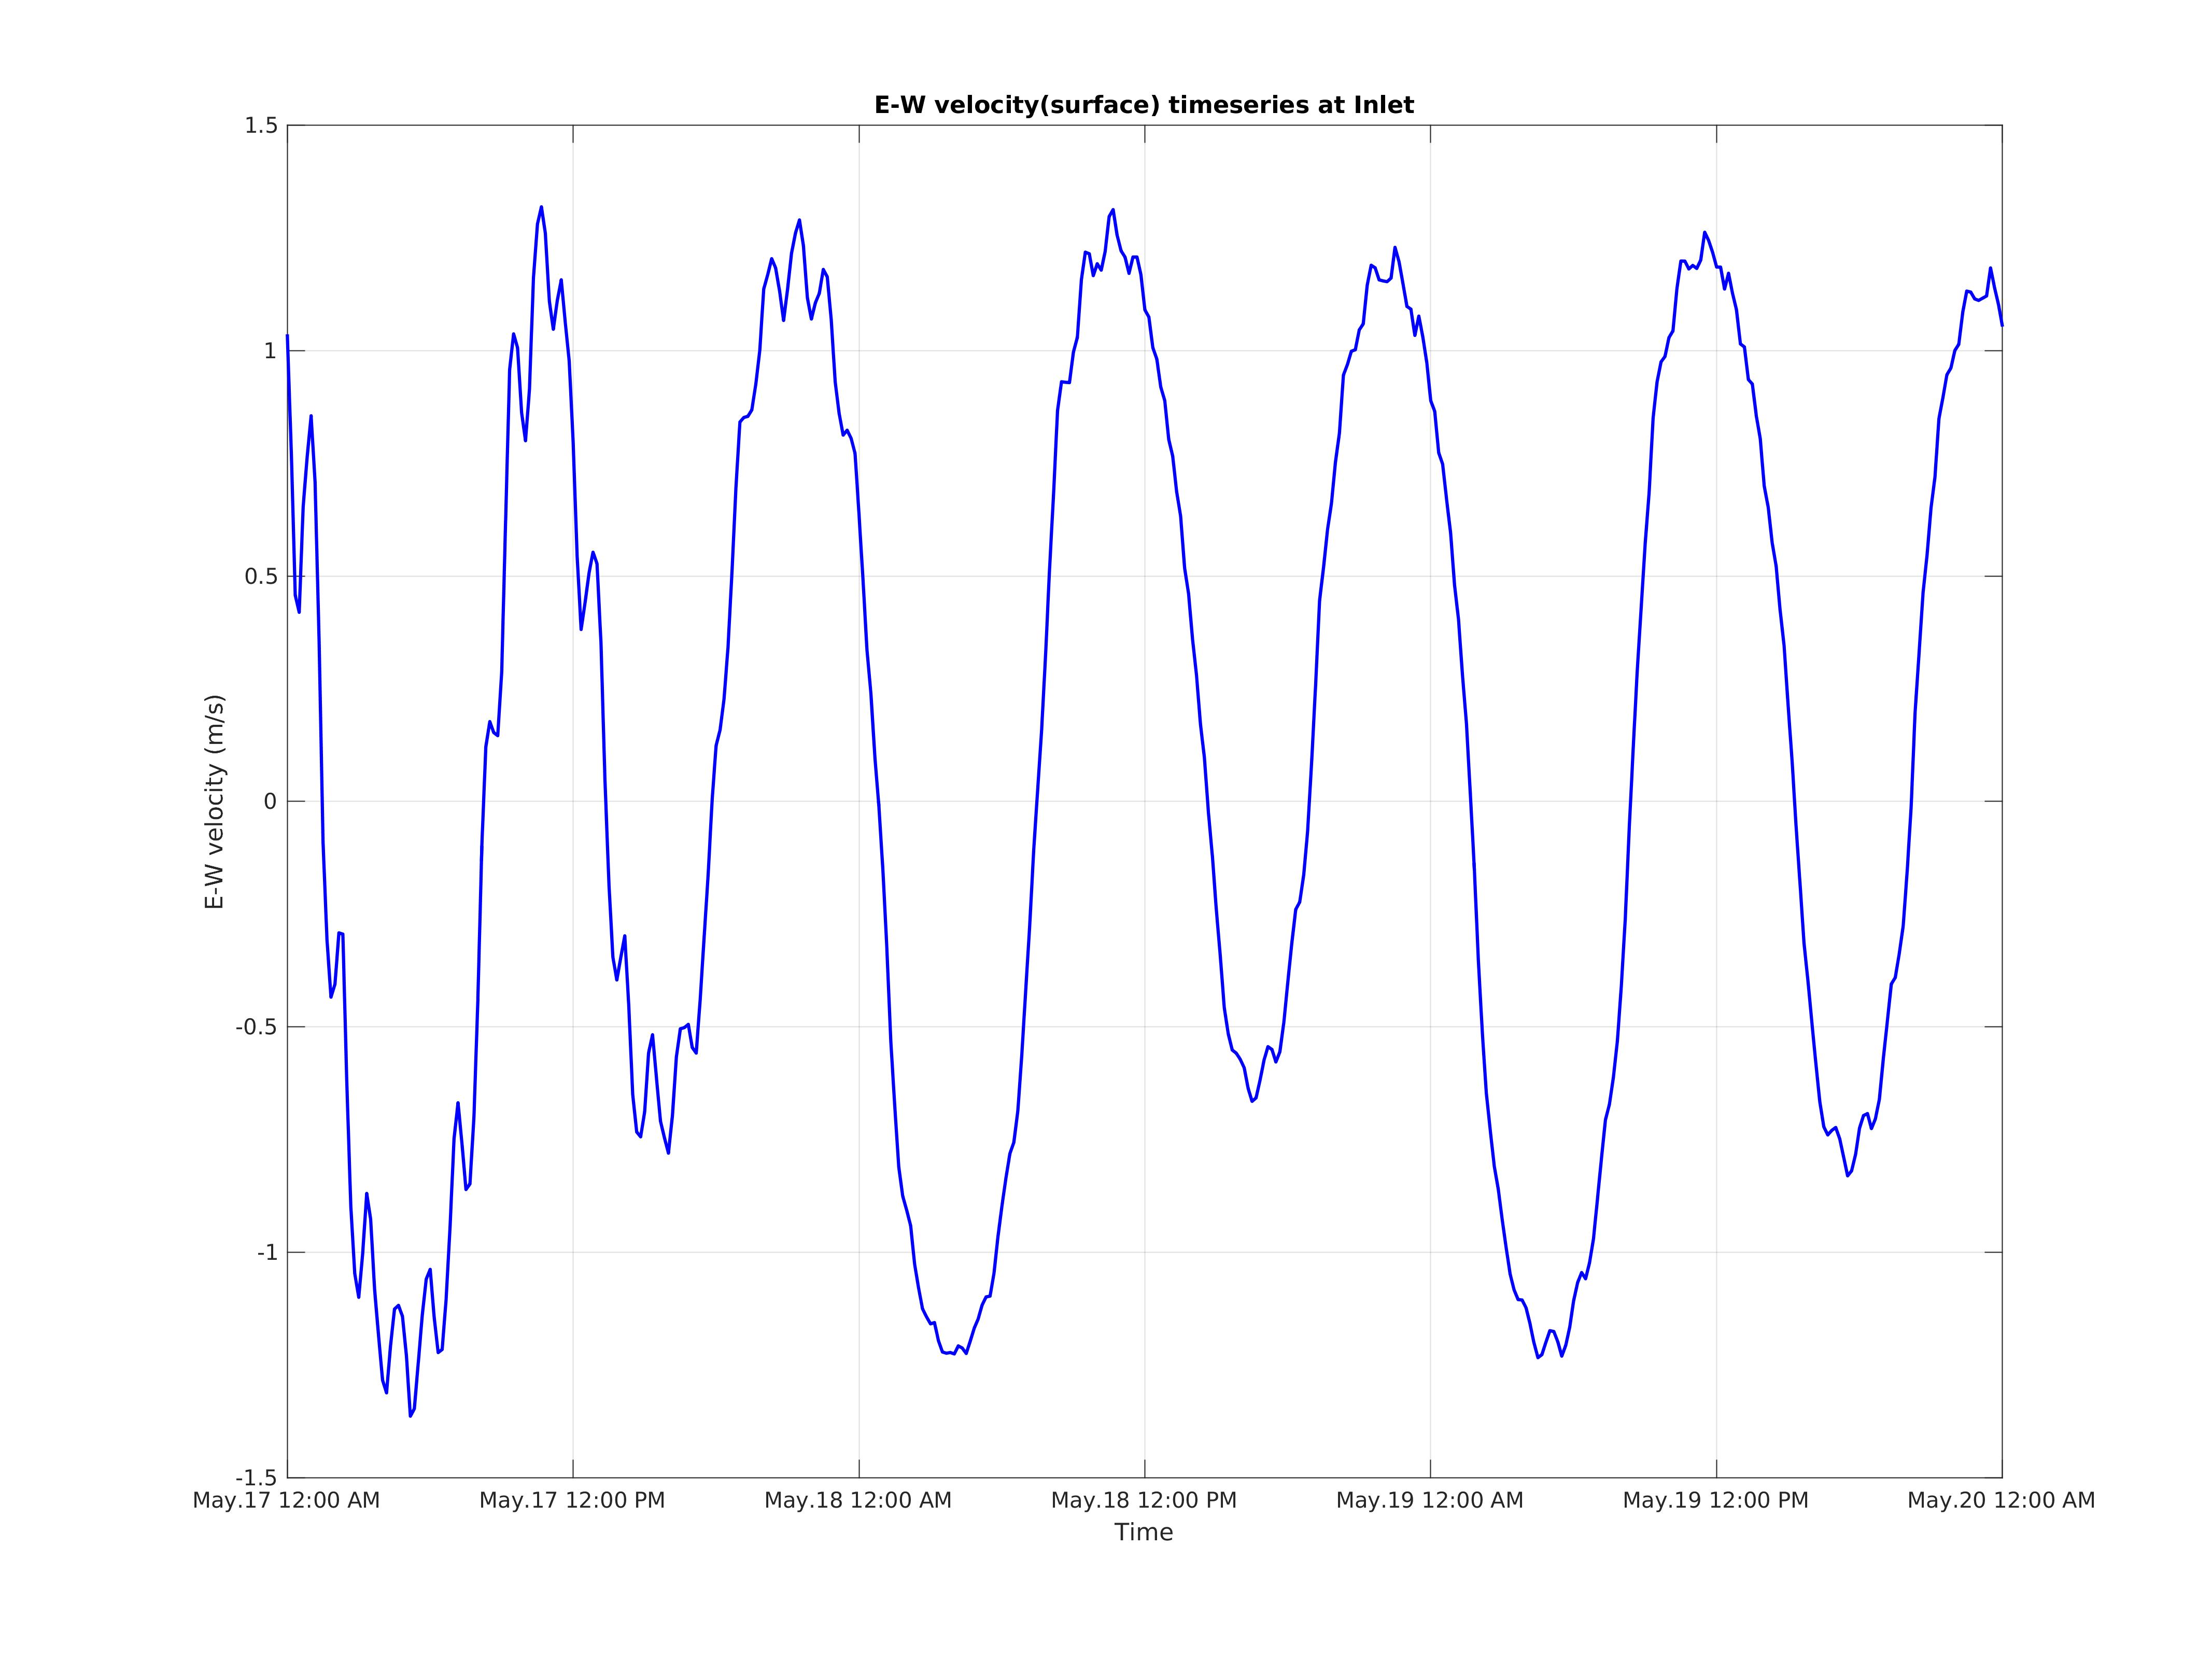 E-W velocity(surface) timeseries at Inlet
1.5
1
0.5
0
-0.5
-1
-1.5
E-W velocity (m/s)
May.17 12:00 AM May.17 12:00 PM May.18 12:00 AM May.18 12:00 PM May.19 12:00 AM May.19 12:00 PM May.20 12:00 AM
Time